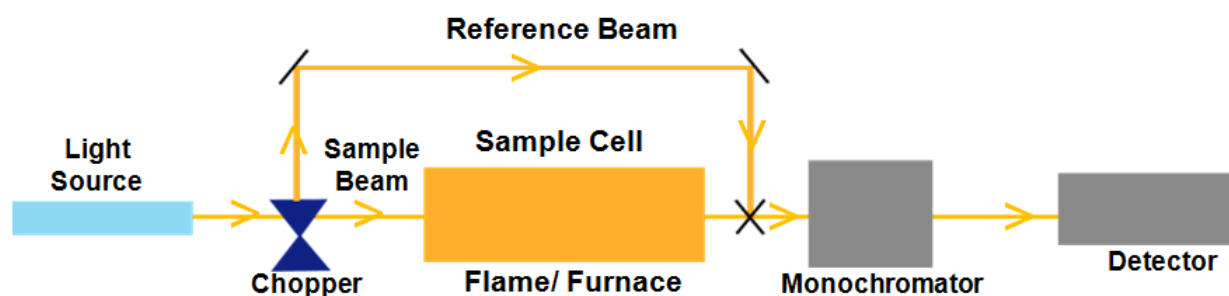 Reference Beam
Light
Source
Sample
Beam
Sample Cell
Chopper
Flame/ Furnace
Monochromator
Detector